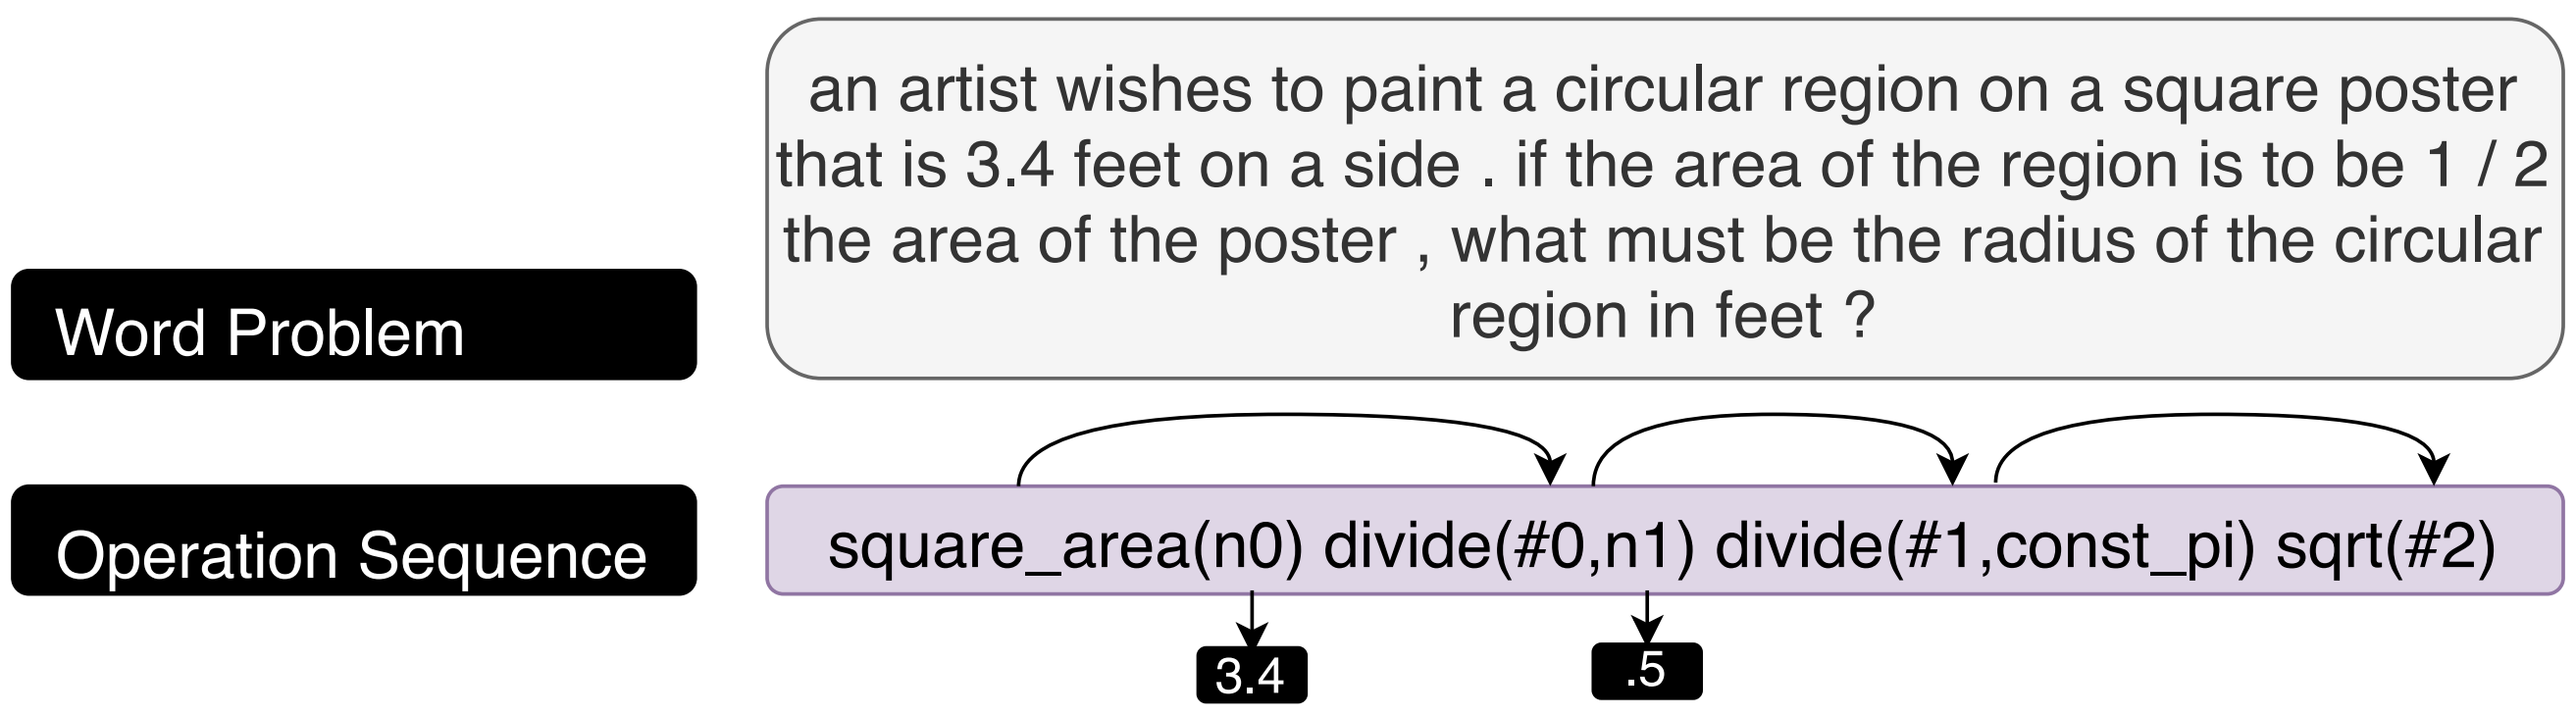 an artist wishes to paint a circular region on a square poster
that is 3.4 feet on a side . if the area of the region is to be 1 / 2
the area of the poster , what must be the radius of the circular
region in feet ?
Word Problem
Operation Sequence
square_area(n0) divide(#0,n1) divide(#1,const_pi) sqrt(#2)
3.4
.5